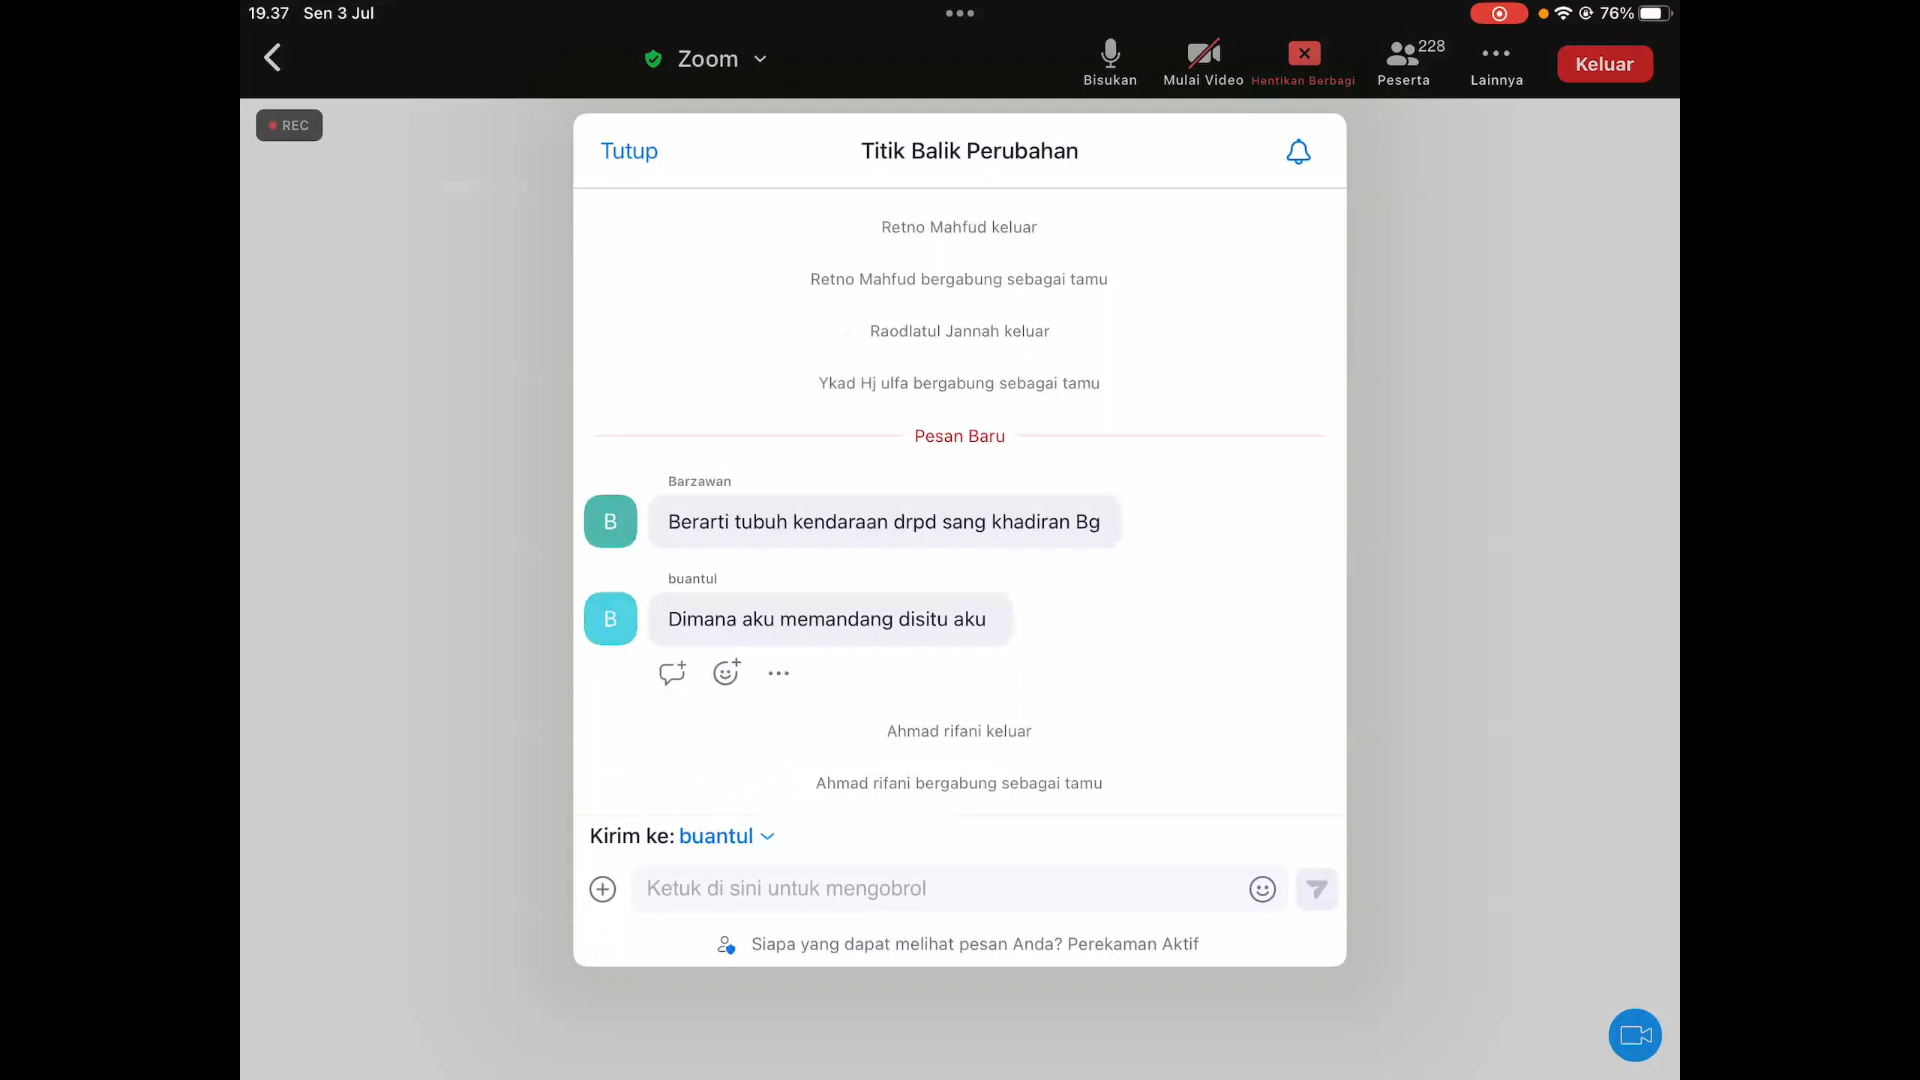 19.37 Sen 3 Jul
76%
Zoom
Bisukan
Mulai Video
Hentikan Berbagi
228
Peserta
Lainnya
Keluar
REC
Tutup
Titik Balik Perubahan
Retno Mahfud keluar
Retno Mahfud bergabung sebagai tamu
Raodlatul Jannah keluar
Ykad Hj ulfa bergabung sebagai tamu
Pesan Baru
Barzawan
B
Berarti tubuh kendaraan drpd sang khadiran Bg
buantul
B
Dimana aku memandang disitu aku
Ahmad rifani keluar
Ahmad rifani bergabung sebagai tamu
Kirim ke: buantul
Ketuk di sini untuk mengobrol
Siapa yang dapat melihat pesan Anda? Perekaman Aktif